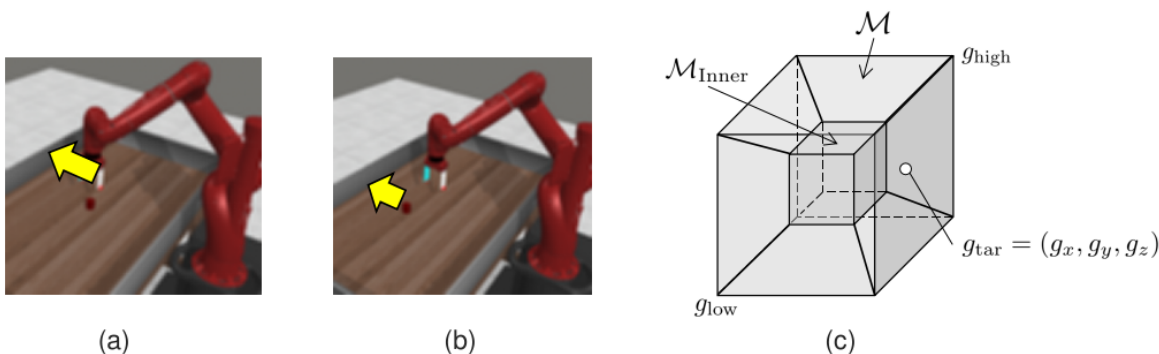 M
M_Inner
g_high
g_tar = (g_x, g_y, g_z)
g_low
(a)
(b)
(c)